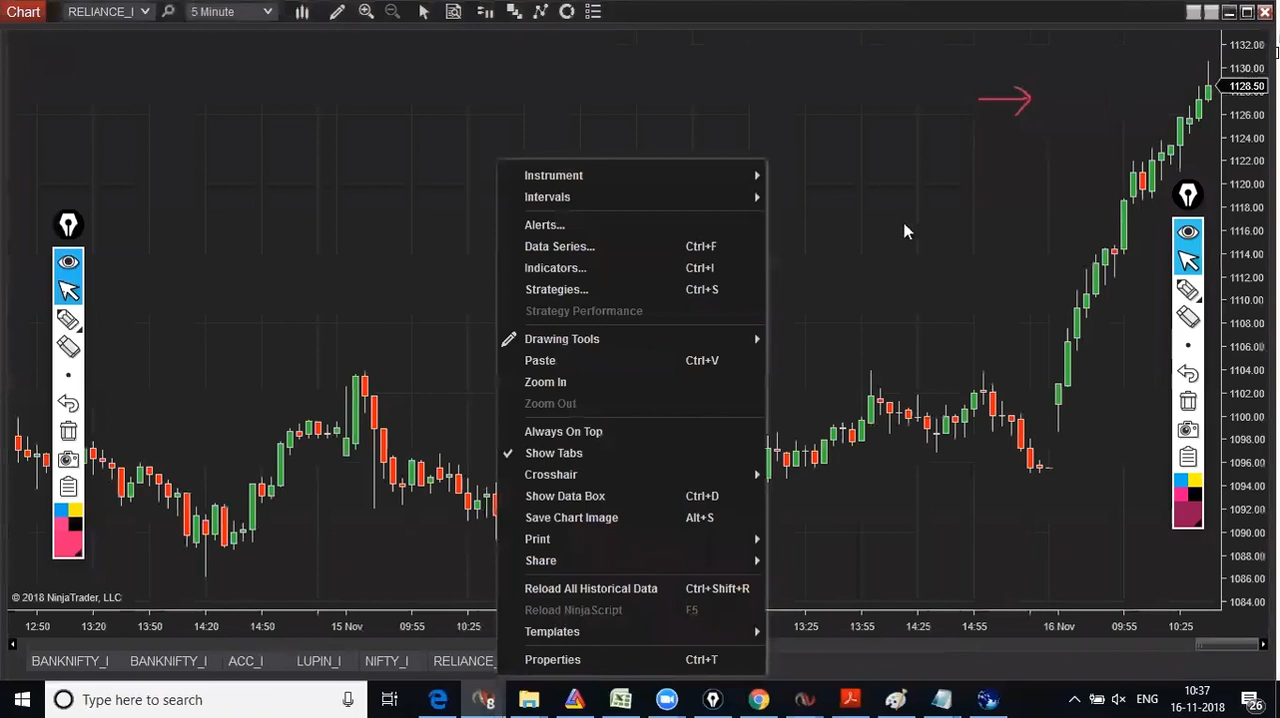 Chart RELIANCE_I 5 Minute
1132.00
1130.00
1128.50
1126.00
1124.00
1122.00
1120.00
1118.00
1116.00
1114.00
1112.00
1110.00
1108.00
1106.00
1104.00
1102.00
1100.00
1098.00
1096.00
1094.00
1092.00
1090.00
1088.00
1086.00
1084.00
Instrument
Intervals
Alerts...
Data Series... Ctrl+F
Indicators... Ctrl+I
Strategies... Ctrl+S
Strategy Performance
Drawing Tools
Paste Ctrl+V
Zoom In
Zoom Out
Always On Top
Show Tabs
Crosshair
Show Data Box Ctrl+D
Save Chart Image Alt+S
Print
Share
Reload All Historical Data Ctrl+Shift+R
Reload NinjaScript F5
Templates
Properties Ctrl+T
© 2018 NinjaTrader, LLC
12:50 13:20 13:50 14:20 14:50 15 Nov 09:55 10:25 13:25 13:55 14:25 14:55 16 Nov 09:55 10:25
BANKNIFTY_I BANKNIFTY_I ACC_I LUPIN_I NIFTY_I RELIANCE_
Type here to search
8
ENG
10:37
16-11-2018
26